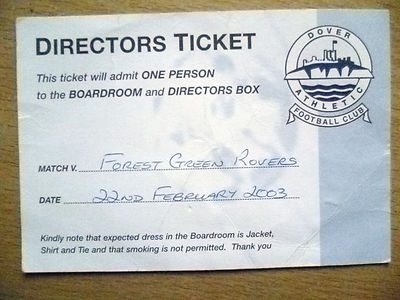 DIRECTORS TICKET
This ticket will admit ONE PERSON
to the BOARDROOM and DIRECTORS BOX
DOVER
ATHLETIC
FOOTBALL CLUB
MATCH V. FOREST GREEN ROVERS
DATE 22ND FEBRUARY 2003
Kindly note that expected dress in the Boardroom is Jacket,
Shirt and Tie and that smoking is not permitted. Thank you